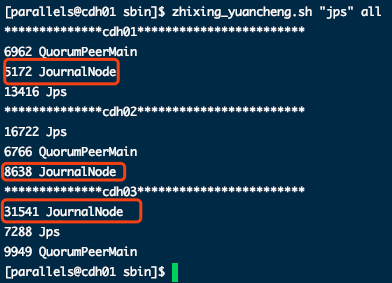 [parallels@cdh01 sbin]$ zhixing_yuancheng.sh "jps" all
**************cdh01************************
6962 QuorumPeerMain
5172 JournalNode
13416 Jps
**************cdh02************************
16722 Jps
6766 QuorumPeerMain
8638 JournalNode
**************cdh03************************
31541 JournalNode
7288 Jps
9949 QuorumPeerMain
[parallels@cdh01 sbin]$